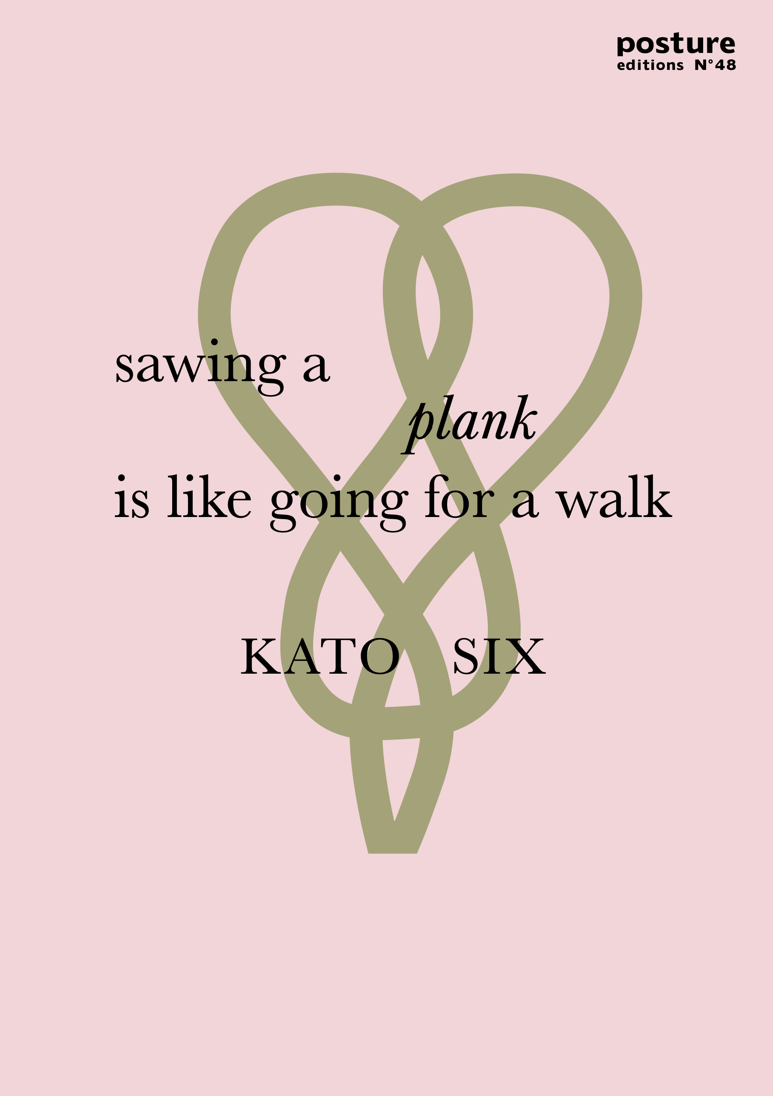 posture
editions N°48
sawing a
plank
is like going for a walk
KATO SIX